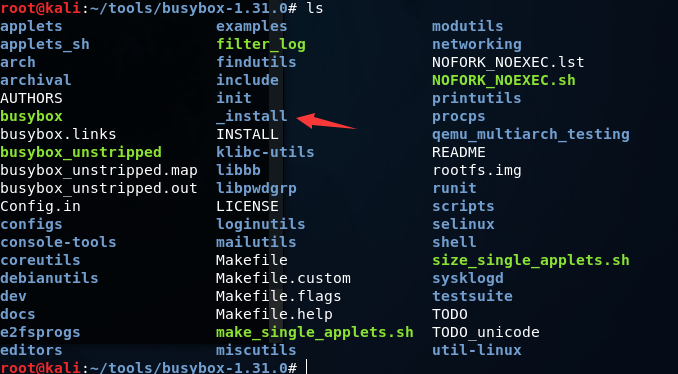 root@kali:~/tools/busybox-1.31.0# ls
applets examples modutils
applets_sh filter_log networking
arch findutils NOFORK_NOEXEC.lst
archival include NOFORK_NOEXEC.sh
AUTHORS init printutils
busybox _install procps
busybox.links INSTALL qemu_multiarch_testing
busybox_unstripped klibc-utils README
busybox_unstripped.map libbb rootfs.img
busybox_unstripped.out libpwdgrp runit
Config.in LICENSE scripts
configs loginutils selinux
console-tools mailutils shell
coreutils Makefile size_single_applets.sh
debianutils Makefile.custom sysklogd
dev Makefile.flags testsuite
docs Makefile.help TODO
e2fsprogs make_single_applets.sh TODO_unicode
editors miscutils util-linux
root@kali:~/tools/busybox-1.31.0#